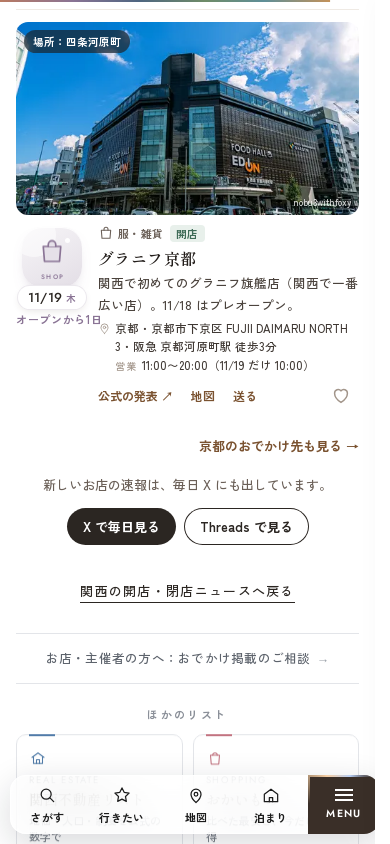 場所：四条河原町
FOOD HALL
EDION
FOOD HALL
服・雑貨 開店
グラニフ京都
SHOP
11/19 木
オープンから1日
関西で初めてのグラニフ旗艦店（関西で一番
広い店）。11/18 はプレオープン。
京都・京都市下京区 FUJII DAIMARU NORTH
3・阪急 京都河原町駅 徒歩3分
営業 11:00〜20:00（11/19 だけ 10:00）
公式の発表 ↗ 地図 送る
京都のおでかけ先も見る →
新しいお店の速報は、毎日 X にも出しています。
X で毎日見る Threads で見る
関西の開店・閉店ニュースへ戻る
お店・主催者の方へ：おでかけ掲載のご相談 →
ほかのリスト
さがす 行きたい 地図 泊まり MENU
数字で
得